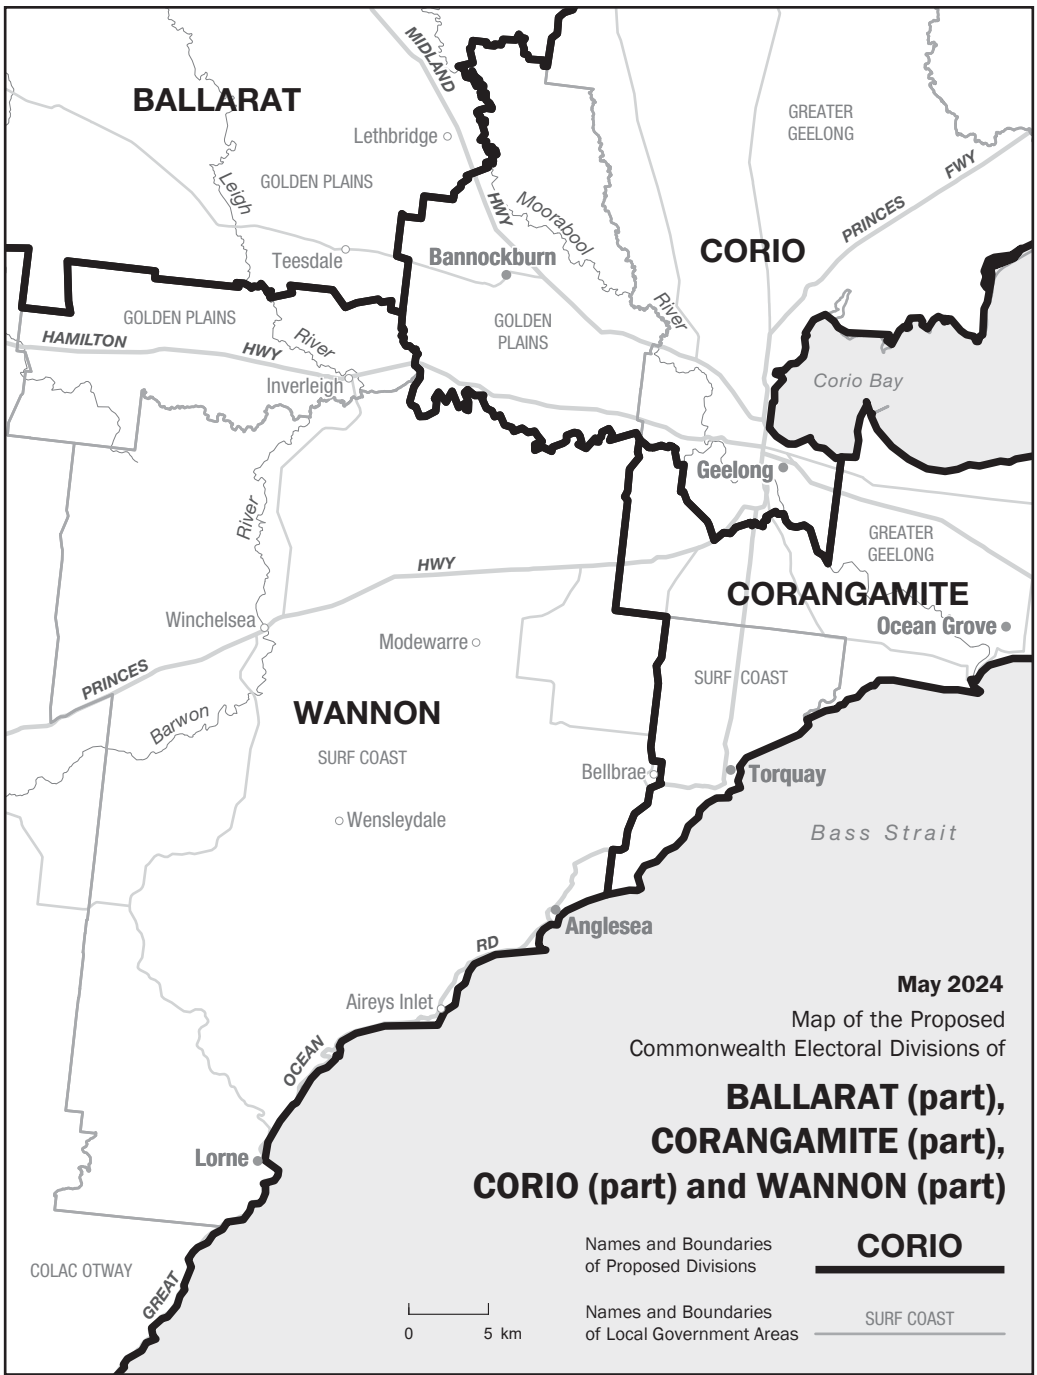 MIDLAND
BALLARAT
GREATER
GEELONG
Lethbridge
FWY
GOLDEN PLAINS
Leigh
HWY
Moorabool
PRINCES
CORIO
Teesdale
Bannockburn
GOLDEN PLAINS
GOLDEN
PLAINS
River
HAMILTON
HWY
River
Inverleigh
Corio Bay
Geelong
River
GREATER
GEELONG
HWY
CORANGAMITE
Winchelsea
Ocean Grove
Modewarre
PRINCES
SURF COAST
WANNON
Barwon
SURF COAST
Bellbrae
Torquay
Wensleydale
Bass Strait
Anglesea
RD
Aireys Inlet
OCEAN
Lorne
COLAC OTWAY
GREAT
May 2024
Map of the Proposed
Commonwealth Electoral Divisions of
BALLARAT (part),
CORANGAMITE (part),
CORIO (part) and WANNON (part)
Names and Boundaries
of Proposed Divisions
CORIO
Names and Boundaries
of Local Government Areas
SURF COAST
0 5 km